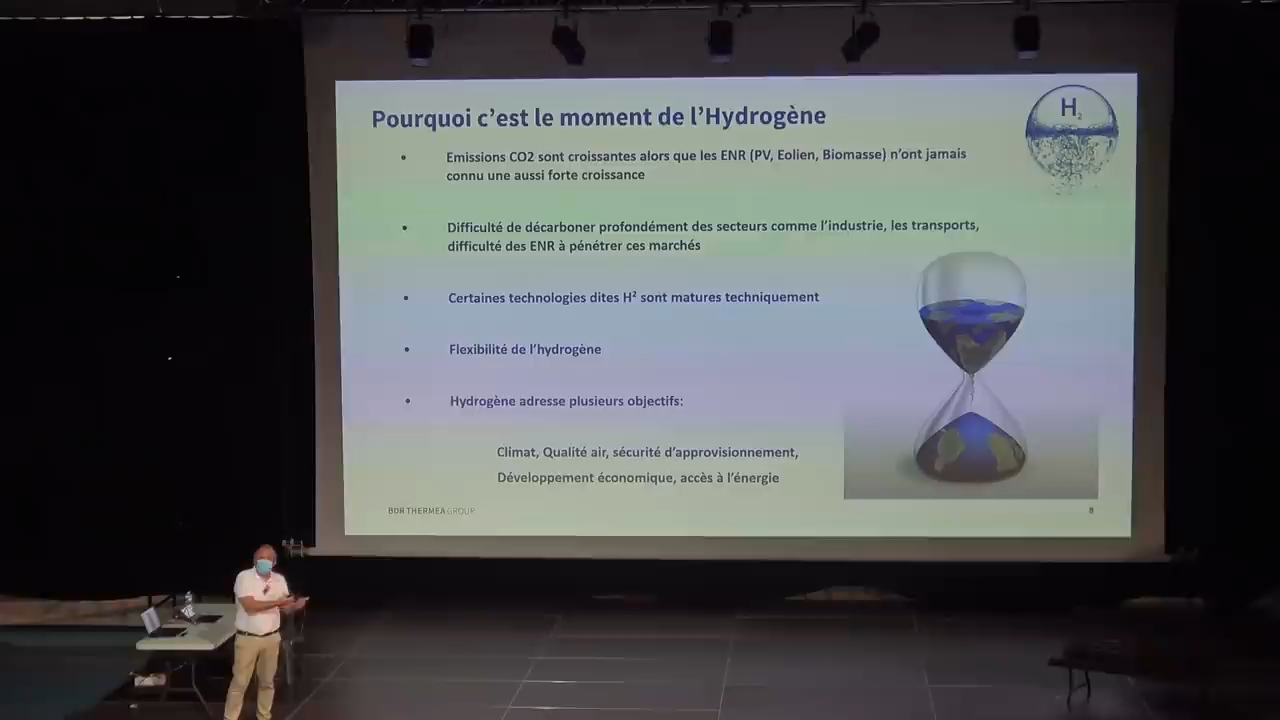 Pourquoi c’est le moment de l’Hydrogène
H2
• Emissions CO2 sont croissantes alors que les ENR (PV, Eolien, Biomasse) n’ont jamais
connu une aussi forte croissance
• Difficulté de décarboner profondément des secteurs comme l’industrie, les transports,
difficulté des ENR à pénétrer ces marchés
• Certaines technologies dites H² sont matures techniquement
• Flexibilité de l’hydrogène
• Hydrogène adresse plusieurs objectifs:
Climat, Qualité air, sécurité d’approvisionnement,
Développement économique, accès à l’énergie
BDR THERMEA GROUP
8